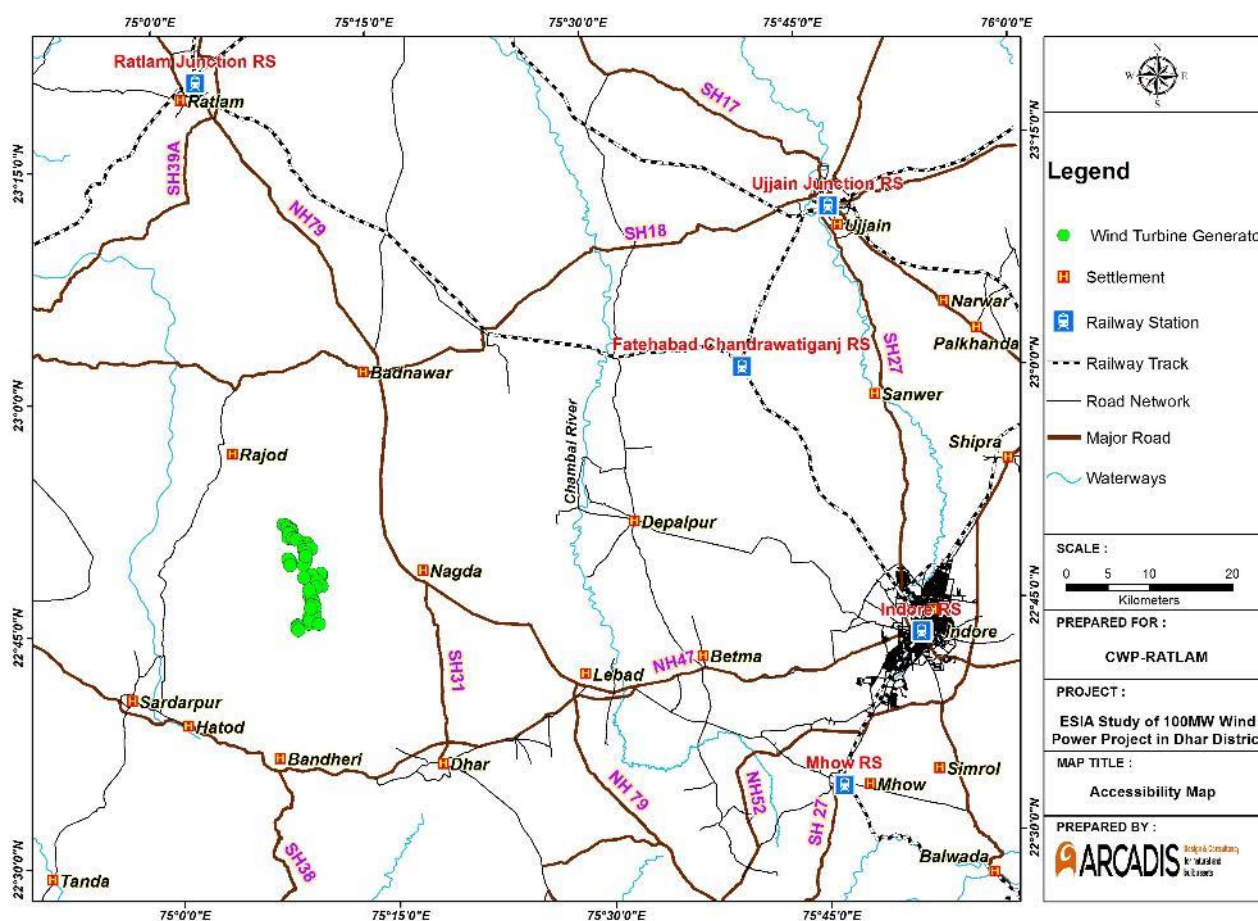 75°0'0"E 75°15'0"E 75°30'0"E 75°45'0"E 76°0'0"E
Ratlam Junction RS
Ratlam
SH17
23°15'0"N
23°15'0"N
SH39A
Ujjain Junction RS
NH79
SH18
Ujjain
Narwar
Palkhanda
Fatehabad Chandrawatiganj RS
SH27
23°0'0"N
Badnawar
Sanwer
23°0'0"N
Chambal River
Shipra
Rajod
Depalpur
Nagda
22°45'0"N
Indore RS
Indore
22°45'0"N
SH31
NH47
Betma
Lebad
Sardarpur
Hatod
Bandheri
Dhar
Mhow RS
Simrol
Mhow
NH 79
NH52
SH 27
22°30'0"N
SH38
Balwada
22°30'0"N
Tanda
75°0'0"E 75°15'0"E 75°30'0"E 75°45'0"E
N
W E
S
Legend
Wind Turbine Generato
Settlement
Railway Station
Railway Track
Road Network
Major Road
Waterways
SCALE :
0 5 10 20
Kilometers
PREPARED FOR :
CWP-RATLAM
PROJECT :
ESIA Study of 100MW Wind
Power Project in Dhar Distric
MAP TITLE :
Accessibility Map
PREPARED BY :
ARCADIS
Design & Consultancy
for natural and
built assets